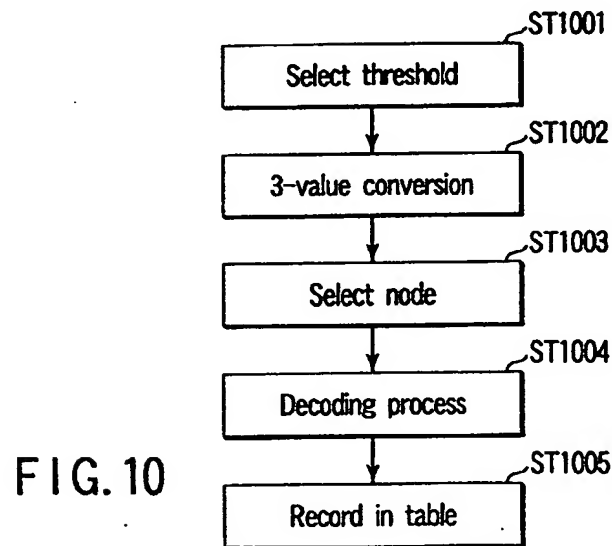 ST1001
Select threshold
ST1002
3-value conversion
ST1003
Select node
ST1004
Decoding process
ST1005
Record in table
FIG.10